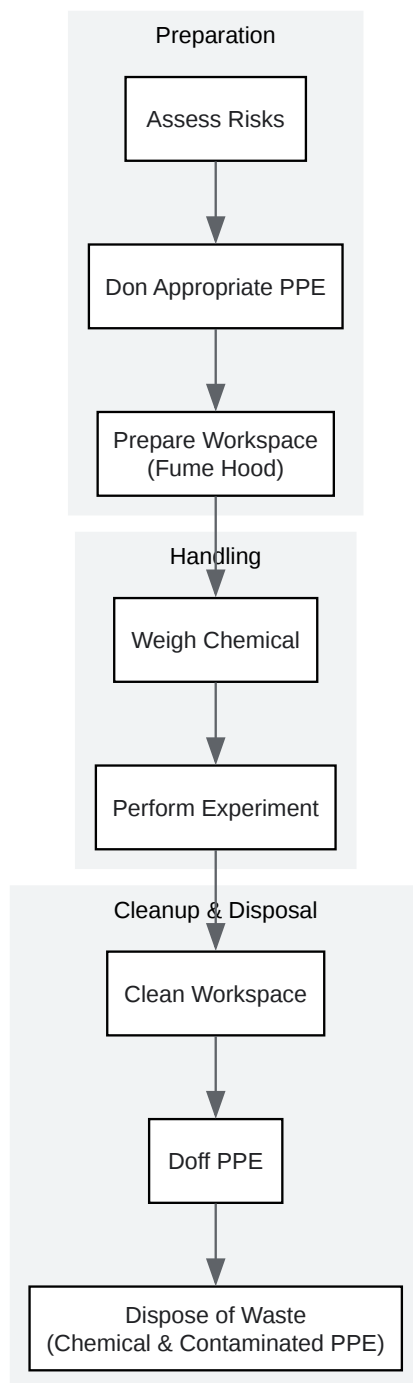 Preparation
Assess Risks
Don Appropriate PPE
Prepare Workspace
(Fume Hood)
Handling
Weigh Chemical
Perform Experiment
Cleanup & Disposal
Clean Workspace
Doff PPE
Dispose of Waste
(Chemical & Contaminated PPE)